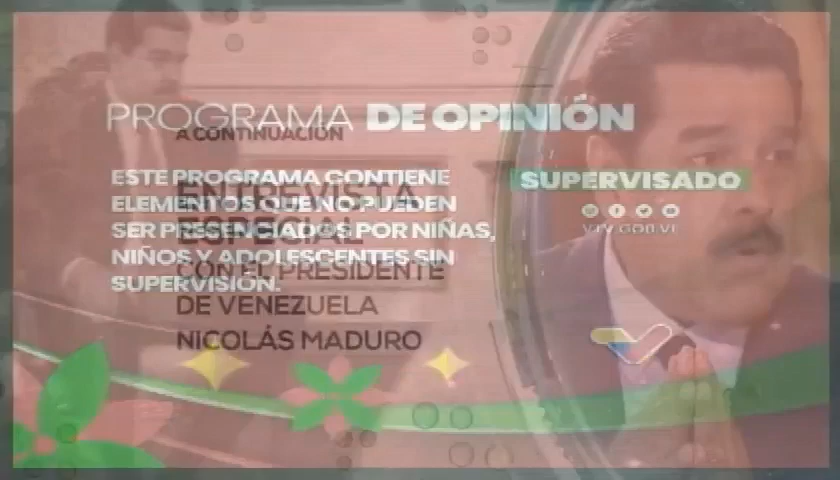 PROGRAMA DE OPINIÓN
A CONTINUACIÓN
ESTE PROGRAMA CONTIENE
ELEMENTOS QUE NO PUEDEN
SER PRESENCIADOS POR NIÑAS,
NIÑOS Y ADOLESCENTES SIN
SUPERVISIÓN.
ENTREVISTA
ESPECIAL
CON EL PRESIDENTE
DE VENEZUELA
NICOLÁS MADURO
SUPERVISADO
VTV.GOB.VE